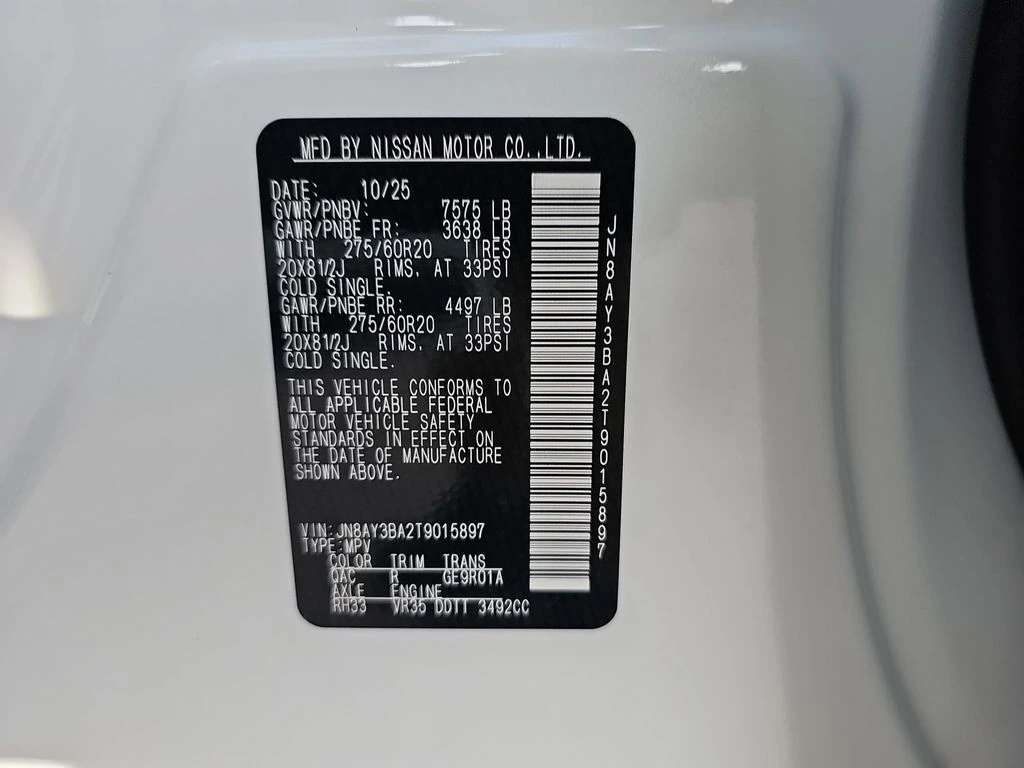 MFD BY NISSAN MOTOR CO.,LTD.
DATE: 10/25
GVWR/PNBV: 7575 LB
GAWR/PNBE FR: 3638 LB
WITH 275/60R20 TIRES
20X81/2J RIMS, AT 33PSI
COLD SINGLE.
GAWR/PNBE RR: 4497 LB
WITH 275/60R20 TIRES
20X81/2J RIMS, AT 33PSI
COLD SINGLE.
THIS VEHICLE CONFORMS TO
ALL APPLICABLE FEDERAL
MOTOR VEHICLE SAFETY
STANDARDS IN EFFECT ON
THE DATE OF MANUFACTURE
SHOWN ABOVE.
VIN:JN8AY3BA2T9015897
TYPE:MPV
COLOR TRIM TRANS
QAC R GE9R01A
AXLE ENGINE
RH33 VR35 DDTT 3492CC
JN8AY3BA2T9015897